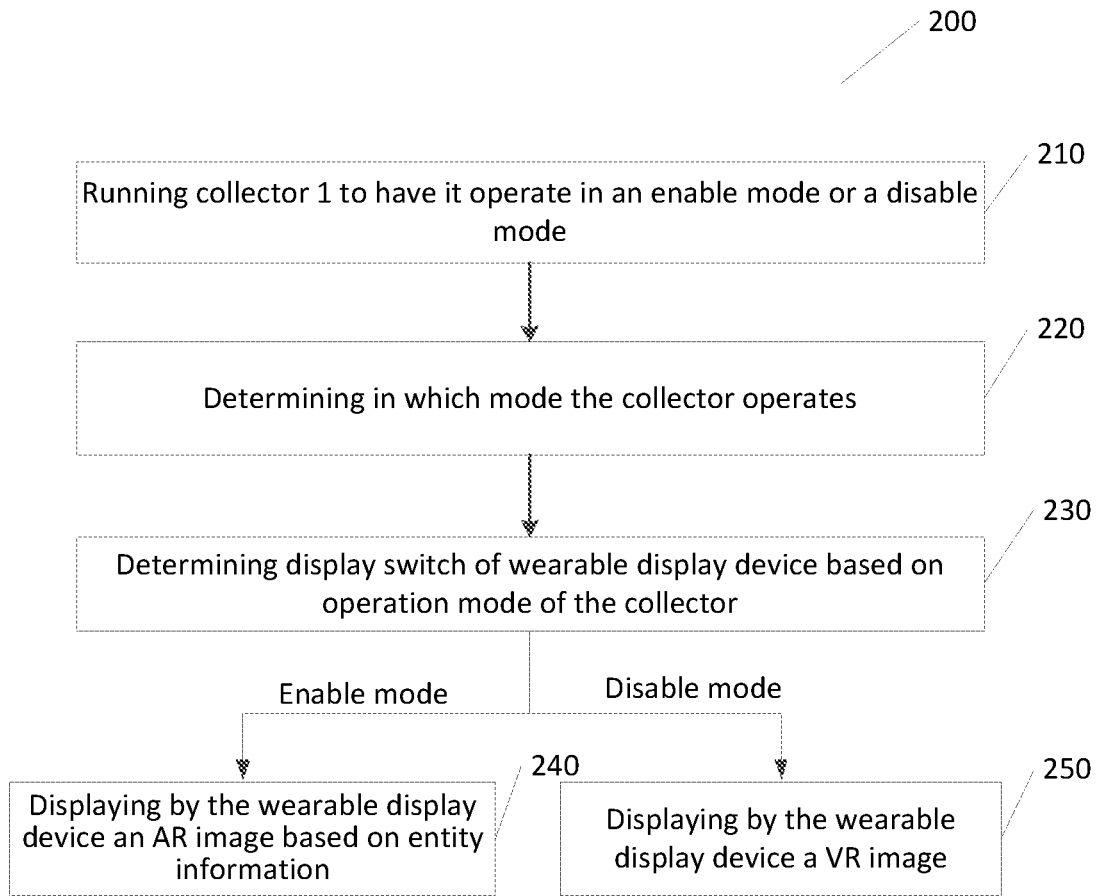 200
210
Running collector 1 to have it operate in an enable mode or a disable
mode
220
Determining in which mode the collector operates
230
Determining display switch of wearable display device based on
operation mode of the collector
Enable mode
Disable mode
240
Displaying by the wearable display
device an AR image based on entity
information
250
Displaying by the wearable
display device a VR image